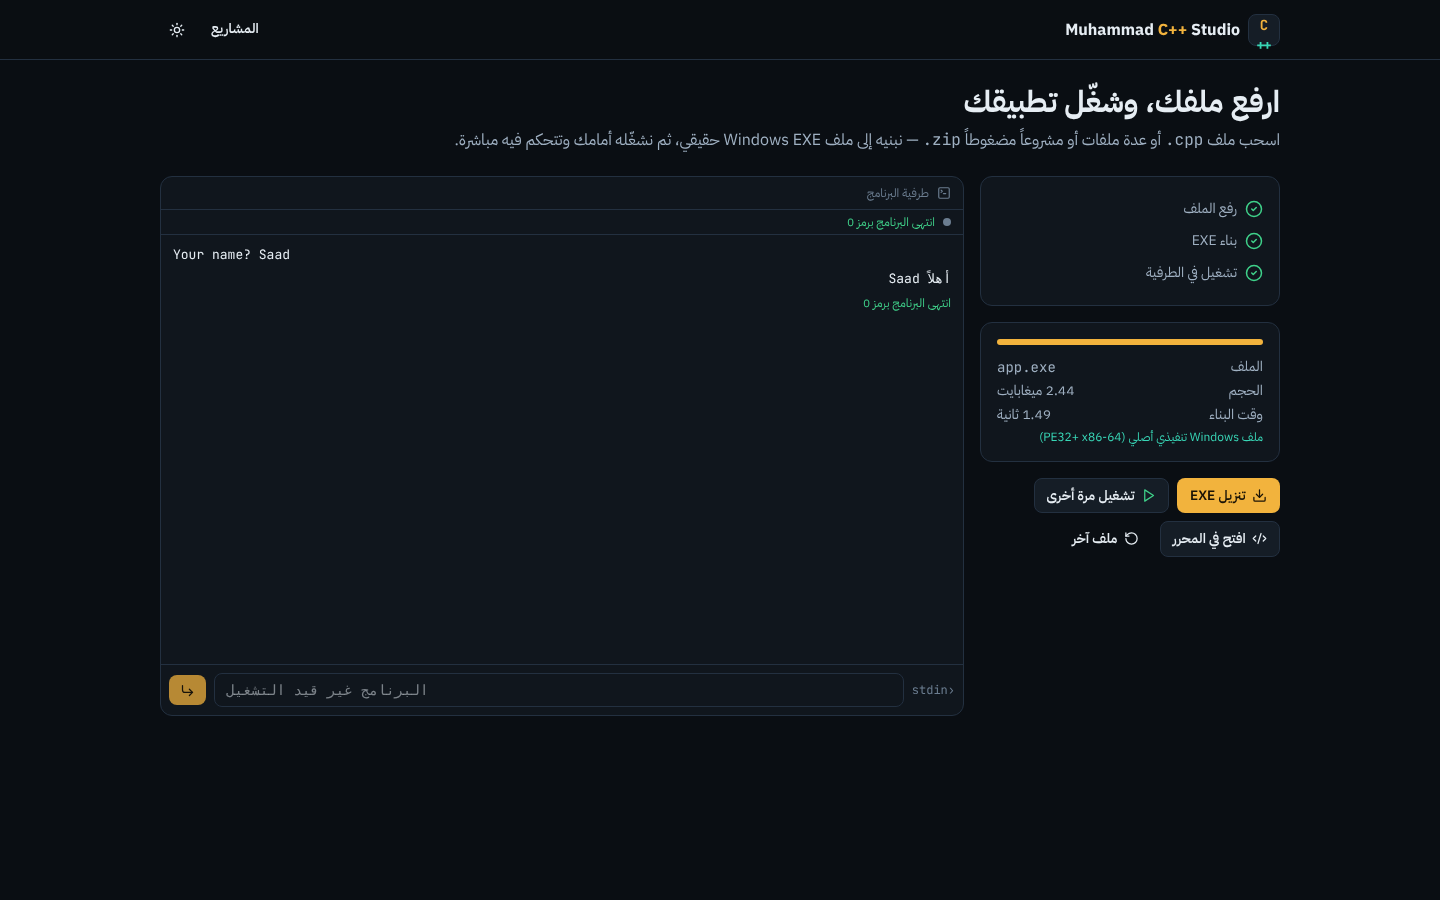 C
++
Muhammad C++ Studio
المشاريع
ارفع ملفك، وشغّل تطبيقك
اسحب ملف .cpp أو عدة ملفات أو مشروعاً مضغوطاً .zip — نبنيه إلى ملف Windows EXE حقيقي، ثم نشغّله أمامك وتتحكم فيه مباشرة.
رفع الملف
بناء EXE
تشغيل في الطرفية
الملف app.exe
الحجم 2.44 ميغابايت
وقت البناء 1.49 ثانية
ملف Windows تنفيذي أصلي (PE32+ x86-64)
تنزيل EXE
تشغيل مرة أخرى
افتح في المحرر
ملف آخر
طرفية البرنامج
انتهى البرنامج برمز 0
Your name? Saad
أهلاً Saad
انتهى البرنامج برمز 0
stdin›
البرنامج غير قيد التشغيل